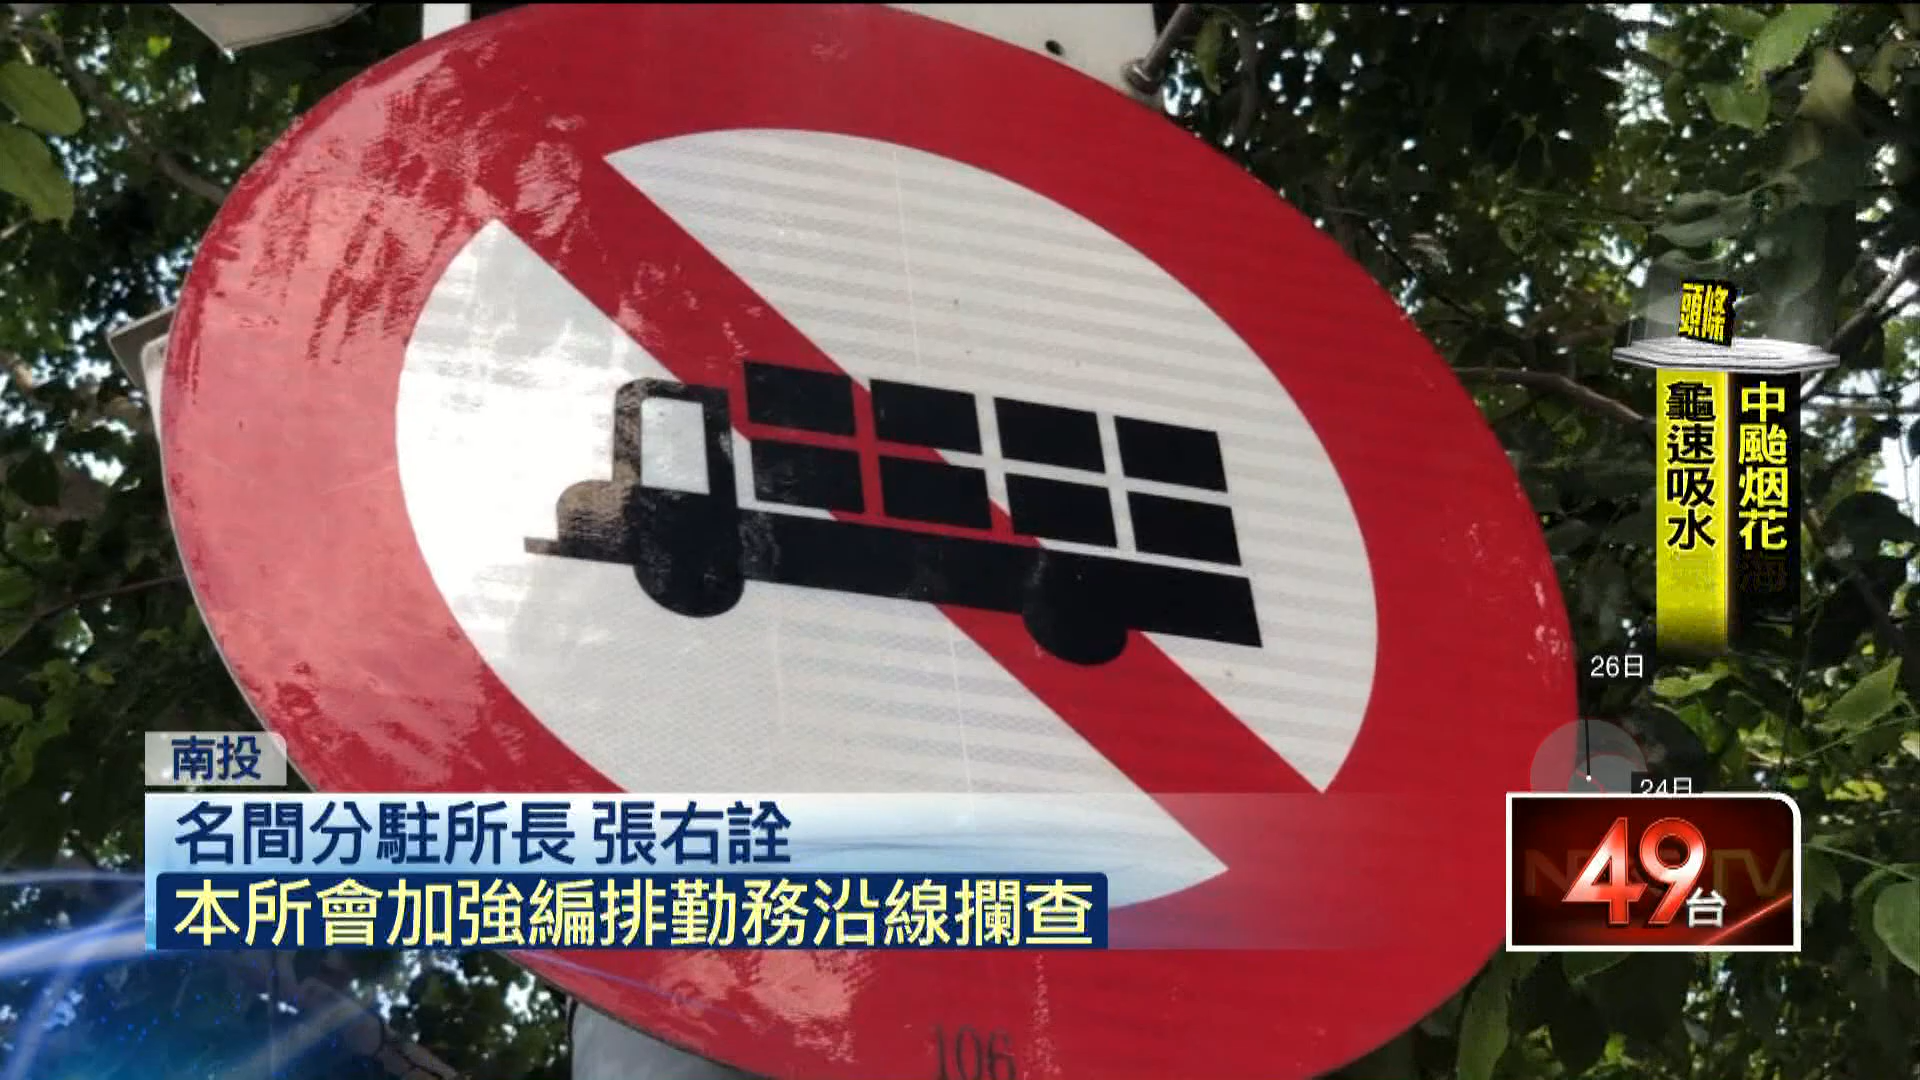 頭條
中颱烟花
龜速吸水
26日
24日
南投
名間分駐所長 張右詮
本所會加強編排勤務沿線攔查
49台
106